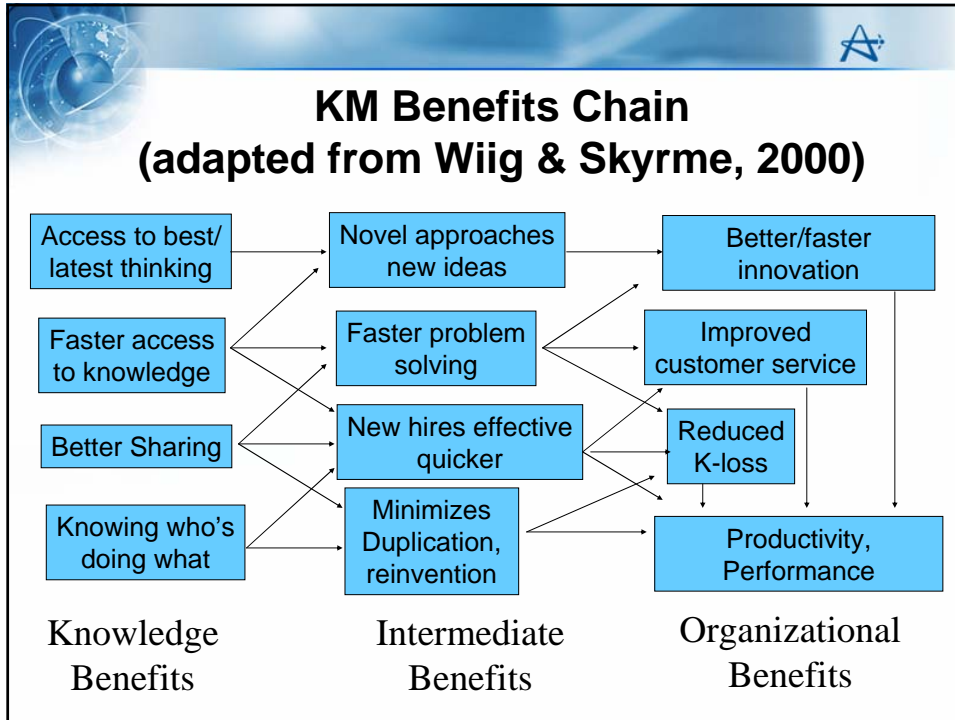 KM Benefits Chain
(adapted from Wiig & Skyrme, 2000)
Access to best/
latest thinking
Novel approaches
new ideas
Better/faster
innovation
Faster access
to knowledge
Faster problem
solving
Improved
customer service
Better Sharing
New hires effective
quicker
Reduced
K-loss
Knowing who's
doing what
Minimizes
Duplication,
reinvention
Productivity,
Performance
Knowledge
Benefits
Intermediate
Benefits
Organizational
Benefits